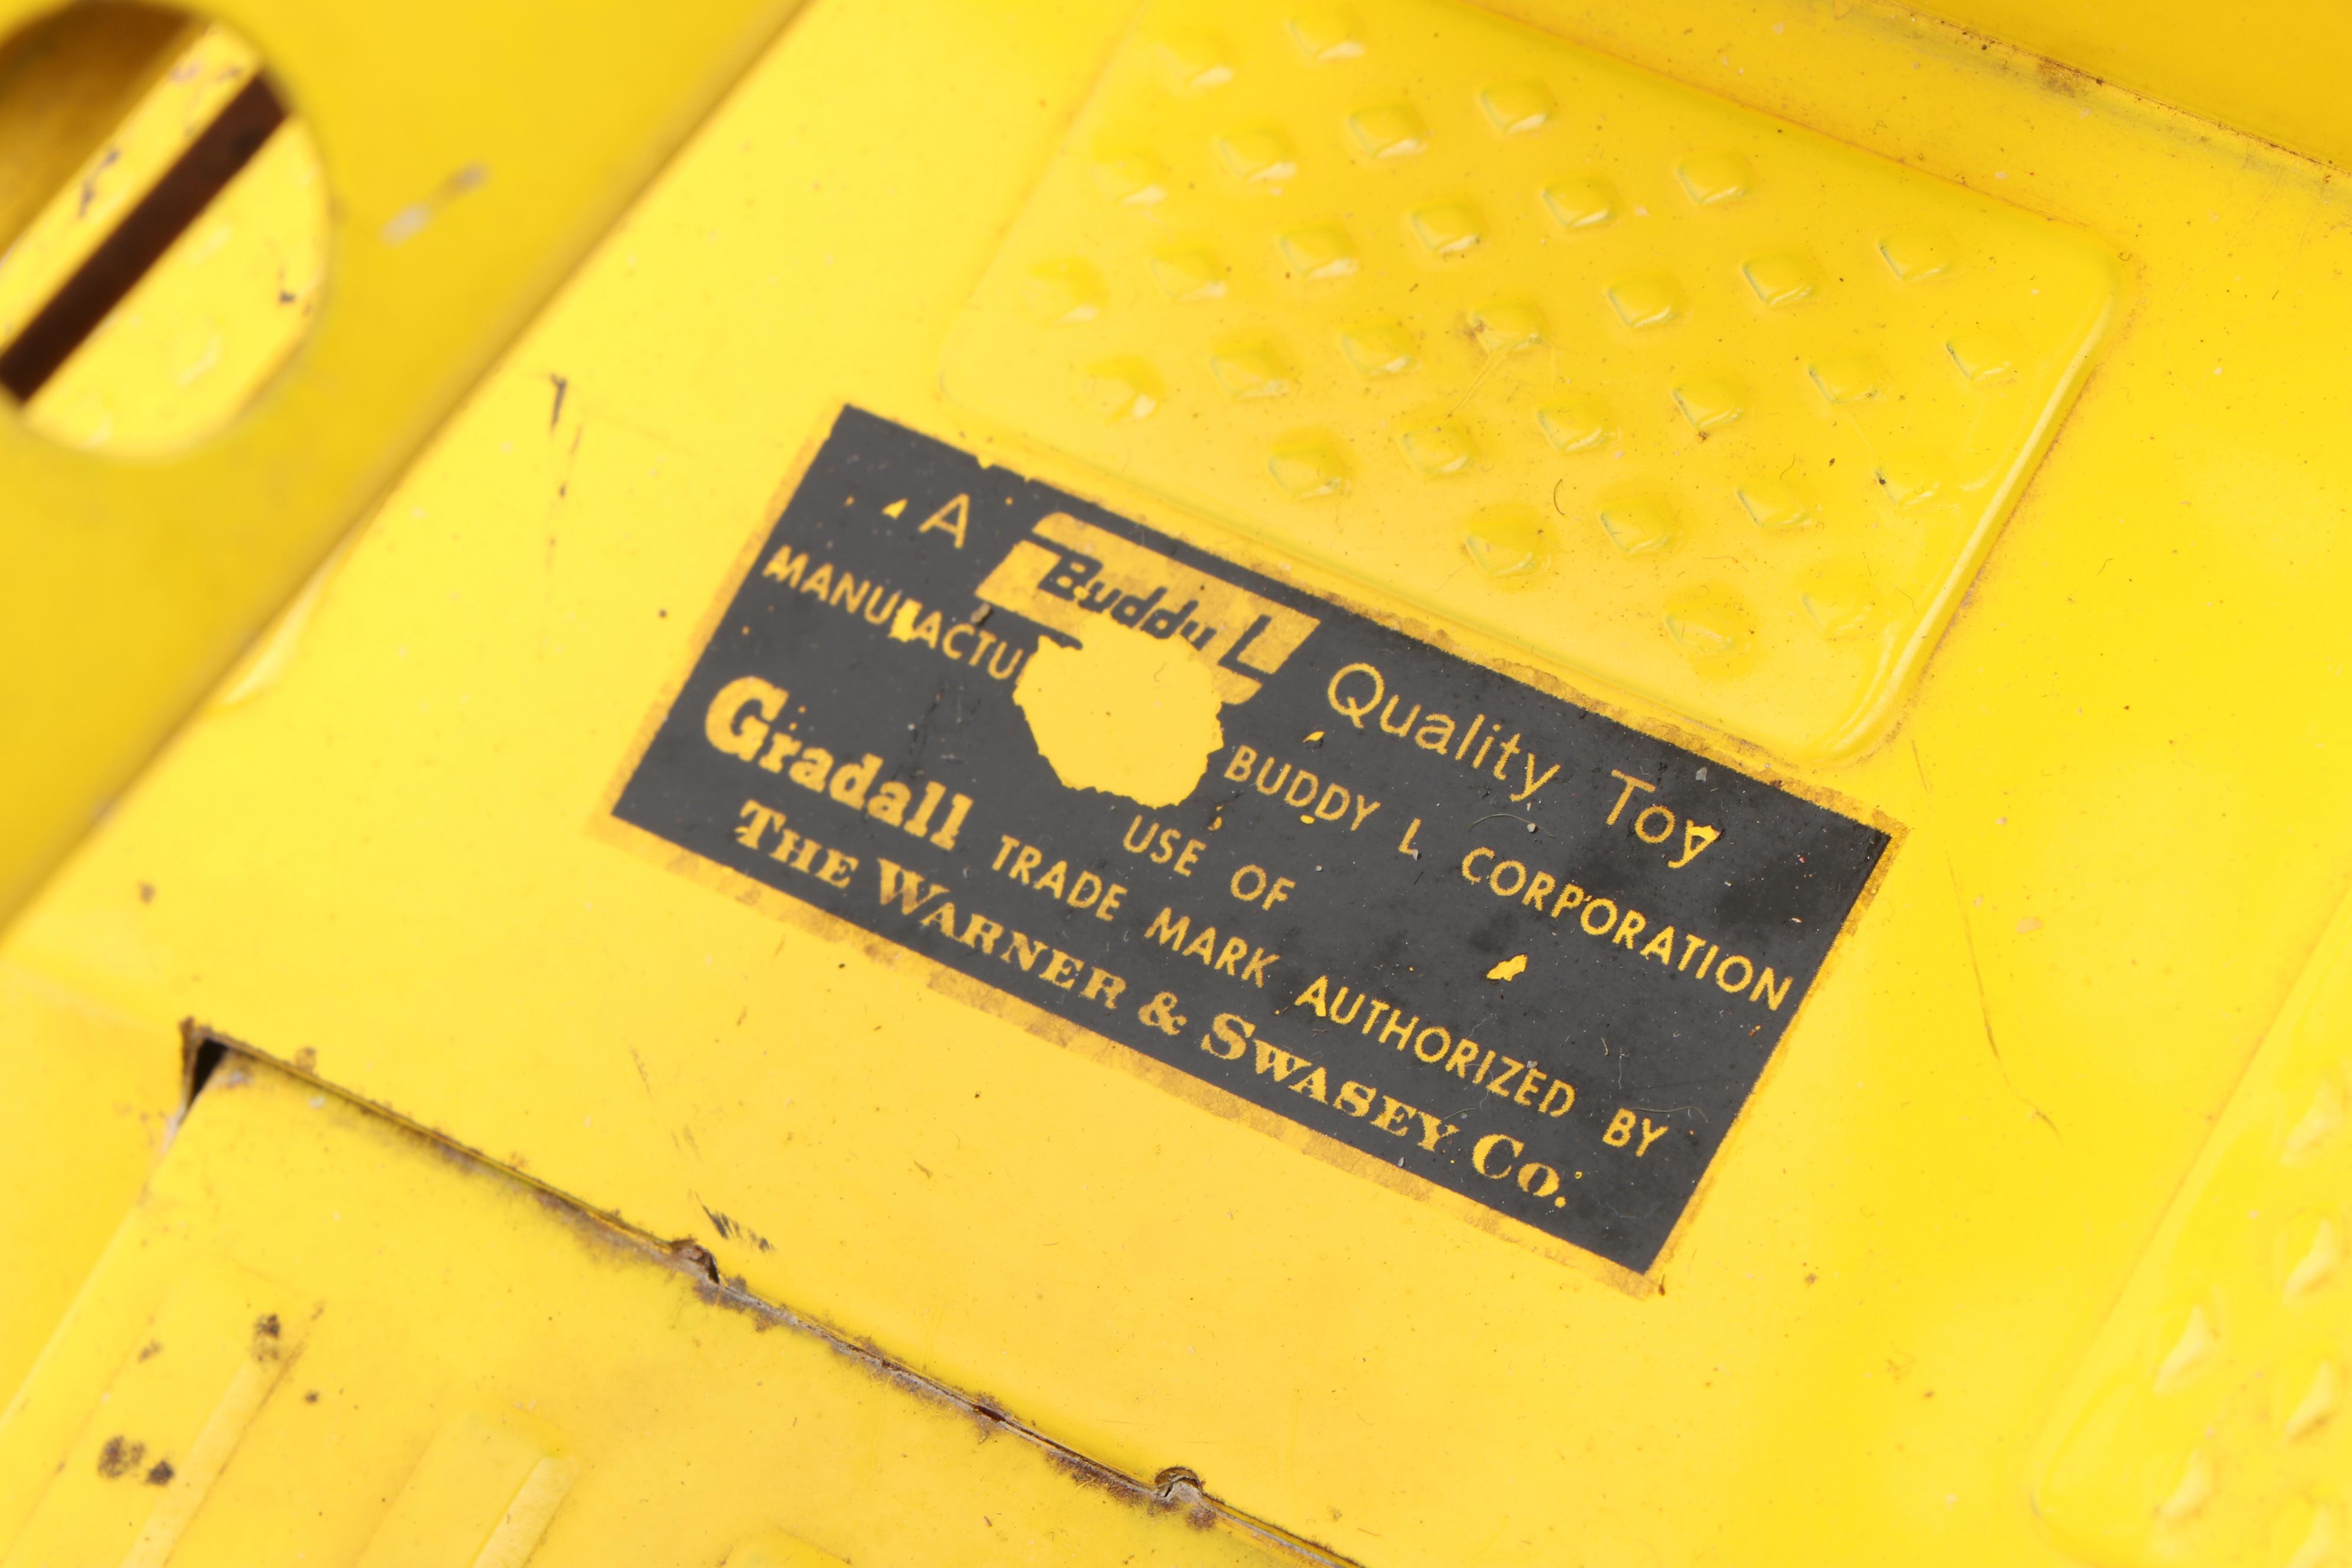 A Buddy L Quality Toy
MANUFACTU BUDDY L CORPORATION
USE OF
Gradall TRADE MARK AUTHORIZED BY
THE WARNER & SWASEY CO.